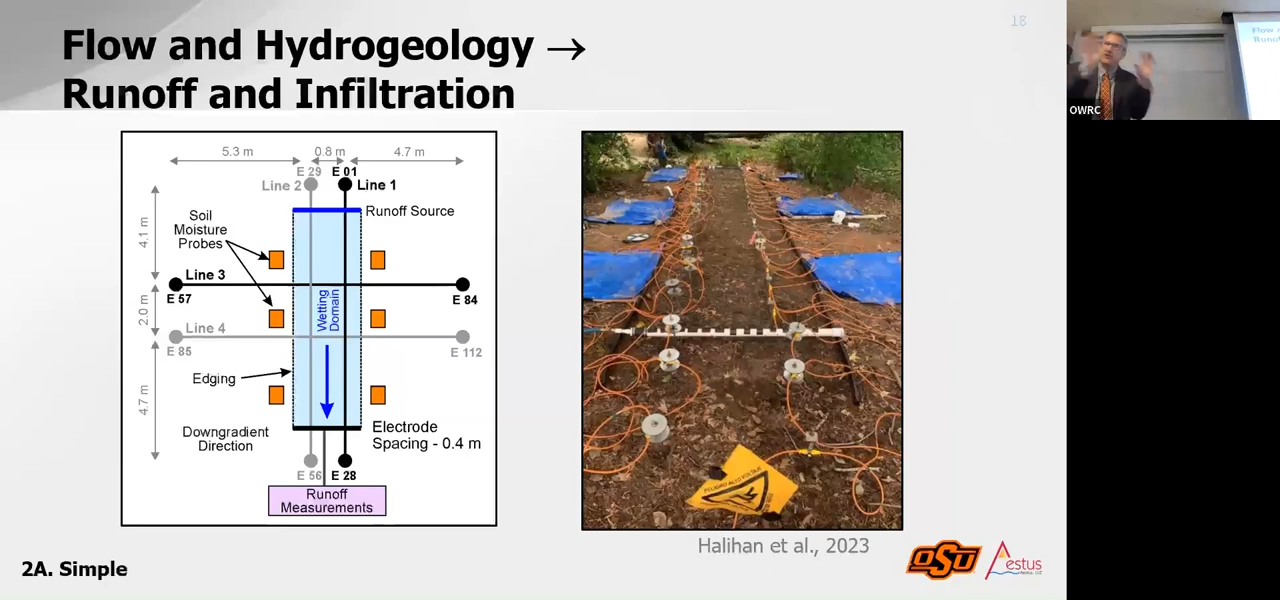 18
Flow and Hydrogeology →
Runoff and Infiltration
5.3 m
0.8 m
4.7 m
E 29
E 01
Line 2
Line 1
Runoff Source
Soil
Moisture
Probes
4.1 m
Line 3
E 57
E 84
Wetting
Domain
2.0 m
Line 4
E 85
E 112
Edging
4.7 m
Downgradient
Direction
Electrode
Spacing - 0.4 m
E 56
E 28
Runoff
Measurements
PELIGRO ALTO VOLTAJE
Halihan et al., 2023
2A. Simple
OSU
Aestus
OWRC